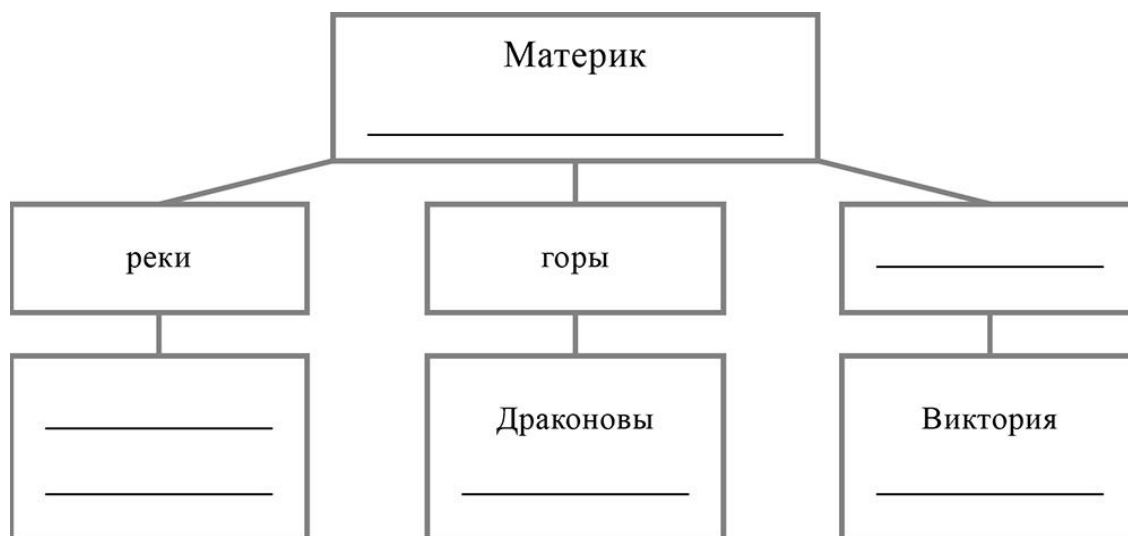 Материк
реки
горы
Драконовы
Виктория